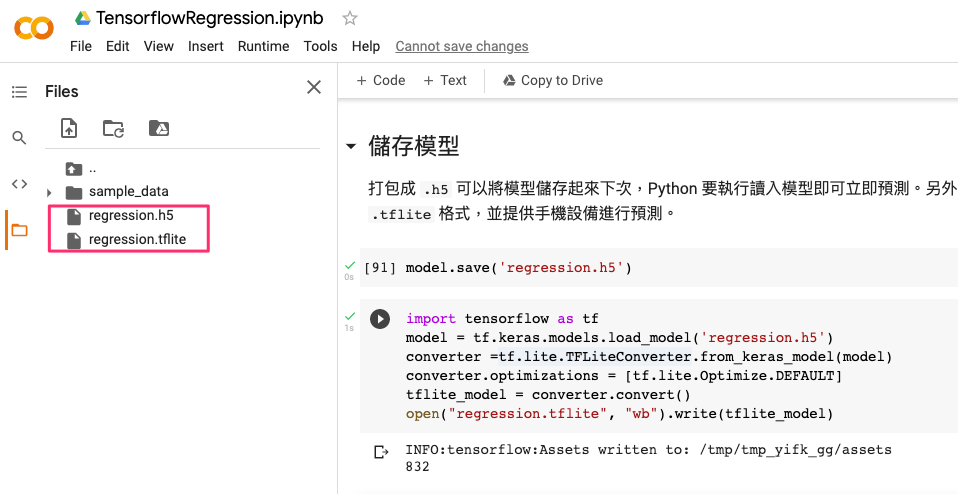 TensorflowRegression.ipynb
File Edit View Insert Runtime Tools Help Cannot save changes
Files
+ Code + Text Copy to Drive
..
sample_data
regression.h5
regression.tflite
儲存模型
打包成 .h5 可以將模型儲存起來下次，Python 要執行讀入模型即可立即預測。另外
.tflite 格式，並提供手機設備進行預測。
0s
[91] model.save('regression.h5')
1s
import tensorflow as tf
model = tf.keras.models.load_model('regression.h5')
converter =tf.lite.TFLiteConverter.from_keras_model(model)
converter.optimizations = [tf.lite.Optimize.DEFAULT]
tflite_model = converter.convert()
open("regression.tflite", "wb").write(tflite_model)
INFO:tensorflow:Assets written to: /tmp/tmp_yifk_gg/assets
832